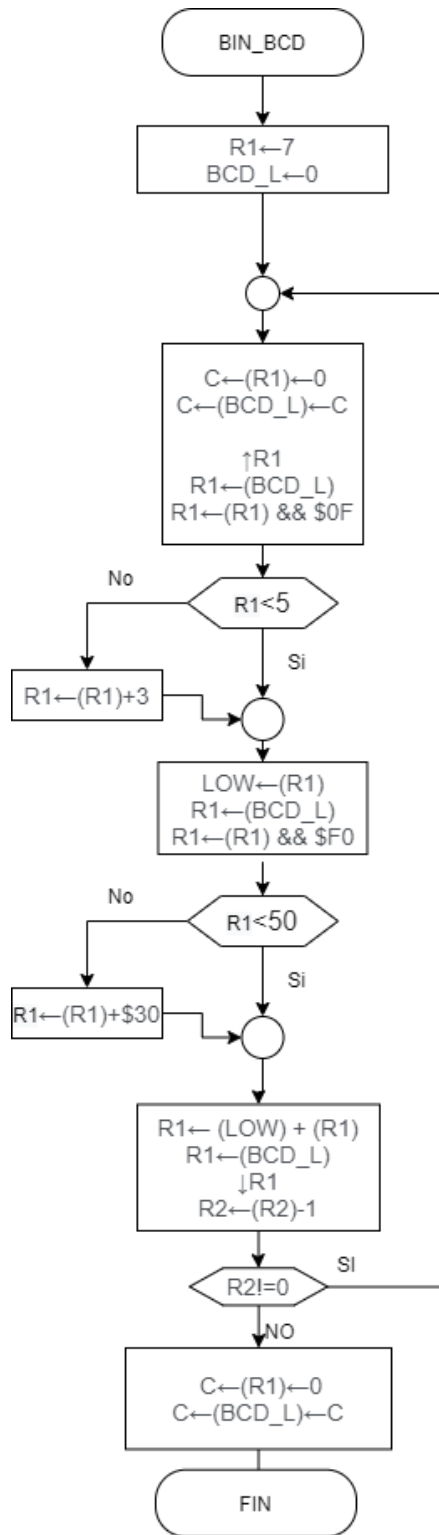 BIN_BCD
R1←7
BCD_L←0
C←(R1)←0
C←(BCD_L)←C
↑R1
R1←(BCD_L)
R1←(R1) && $0F
No
R1<5
Si
R1←(R1)+3
LOW←(R1)
R1←(BCD_L)
R1←(R1) && $F0
No
R1<50
Si
R1←(R1)+$30
R1← (LOW) + (R1)
R1←(BCD_L)
↓R1
R2←(R2)-1
SI
R2!=0
NO
C←(R1)←0
C←(BCD_L)←C
FIN